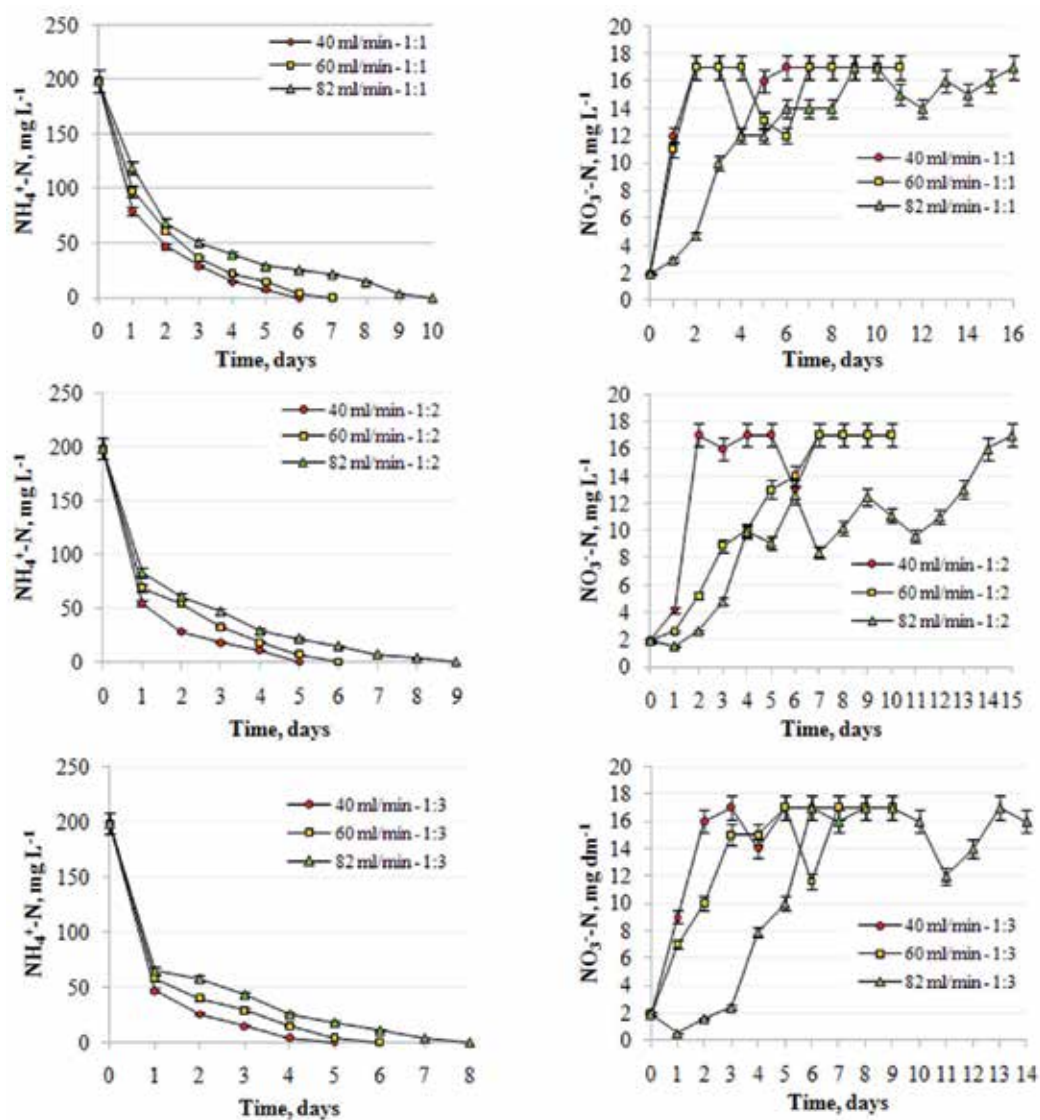 250
200
150
100
50
0
NH₄⁺-N, mg L⁻¹
40 ml/min - 1:1
60 ml/min - 1:1
82 ml/min - 1:1
0 1 2 3 4 5 6 7 8 9 10
Time, days
20
18
16
14
12
10
8
6
4
2
0
NO₃⁻-N, mg L⁻¹
40 ml/min - 1:1
60 ml/min - 1:1
82 ml/min - 1:1
0 2 4 6 8 10 12 14 16
Time, days
250
200
150
100
50
0
NH₄⁺-N, mg L⁻¹
40 ml/min - 1:2
60 ml/min - 1:2
82 ml/min - 1:2
0 1 2 3 4 5 6 7 8 9
Time, days
20
18
16
14
12
10
8
6
4
2
0
NO₃⁻-N, mg L⁻¹
40 ml/min - 1:2
60 ml/min - 1:2
82 ml/min - 1:2
0 1 2 3 4 5 6 7 8 9 10 11 12 13 14 15
Time, days
250
200
150
100
50
0
NH₄⁺-N, mg L⁻¹
40 ml/min - 1:3
60 ml/min - 1:3
82 ml/min - 1:3
0 1 2 3 4 5 6 7 8
Time, days
20
18
16
14
12
10
8
6
4
2
0
NO₃⁻-N, mg dm⁻¹
40 ml/min - 1:3
60 ml/min - 1:3
82 ml/min - 1:3
0 1 2 3 4 5 6 7 8 9 10 11 12 13 14
Time, days